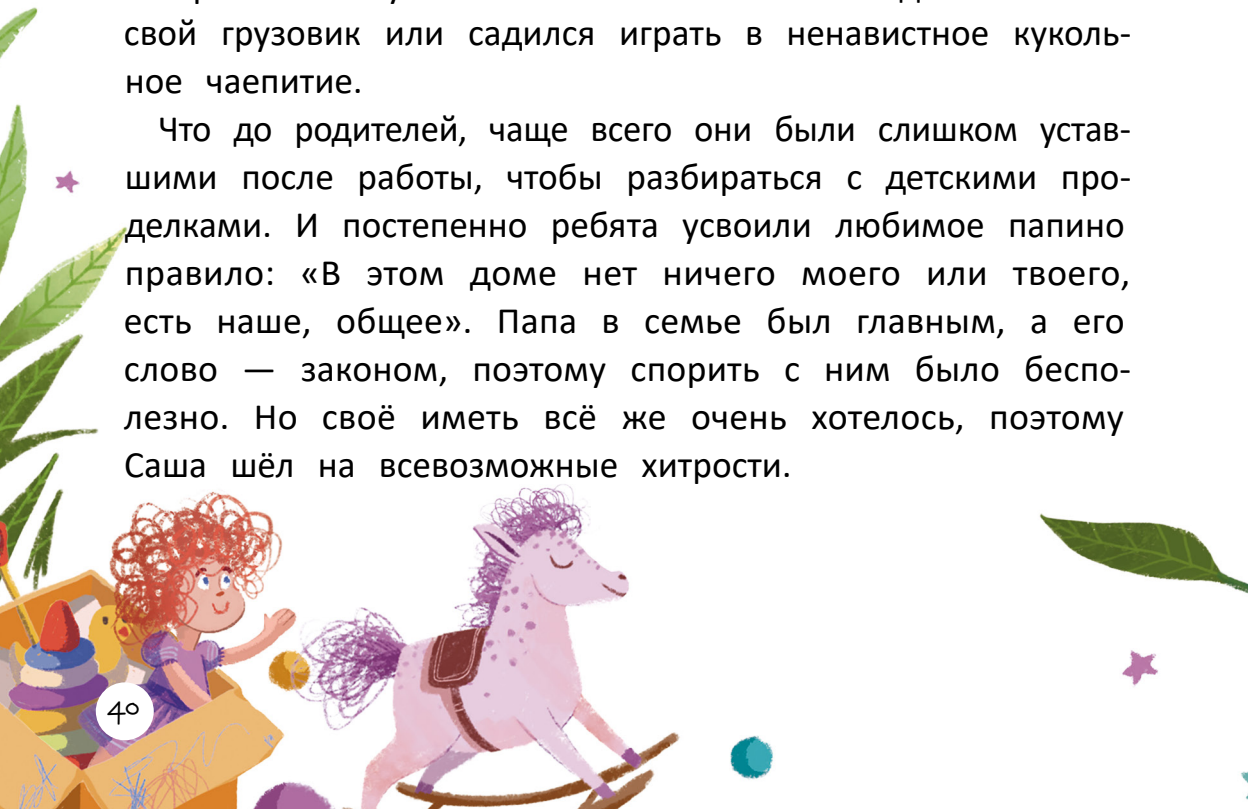 свой грузовик или садился играть в ненавистное куколь-
ное чаепитие.
Что до родителей, чаще всего они были слишком устав-
шими после работы, чтобы разбираться с детскими про-
делками. И постепенно ребята усвоили любимое папино
правило: «В этом доме нет ничего моего или твоего,
есть наше, общее». Папа в семье был главным, а его
слово — законом, поэтому спорить с ним было беспо-
лезно. Но своё иметь всё же очень хотелось, поэтому
Саша шёл на всевозможные хитрости.
40